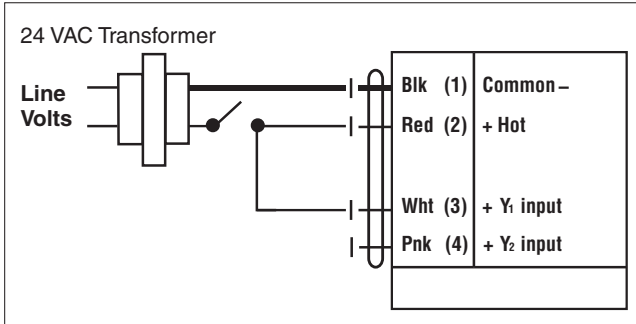 24 VAC Transformer
Line
Volts
Blk (1) Common –
Red (2) + Hot
Wht (3) + Y₁ input
Pnk (4) + Y₂ input